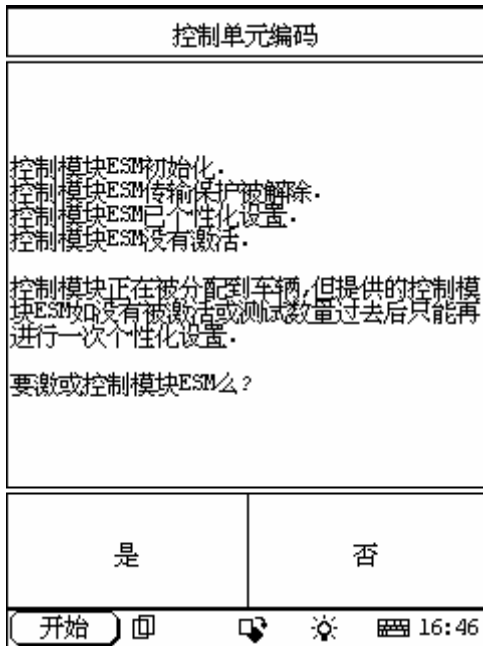 控制单元编码
控制模块ESM初始化.
控制模块ESM传输保护被解除.
控制模块ESM已个性化设置.
控制模块ESM没有激活.
控制模块正在被分配到车辆,但提供的控制模
块ESM如没有被激活或测试数量过去后只能再
进行一次个性化设置.
要激或控制模块ESM么?
是
否
开始
16:46